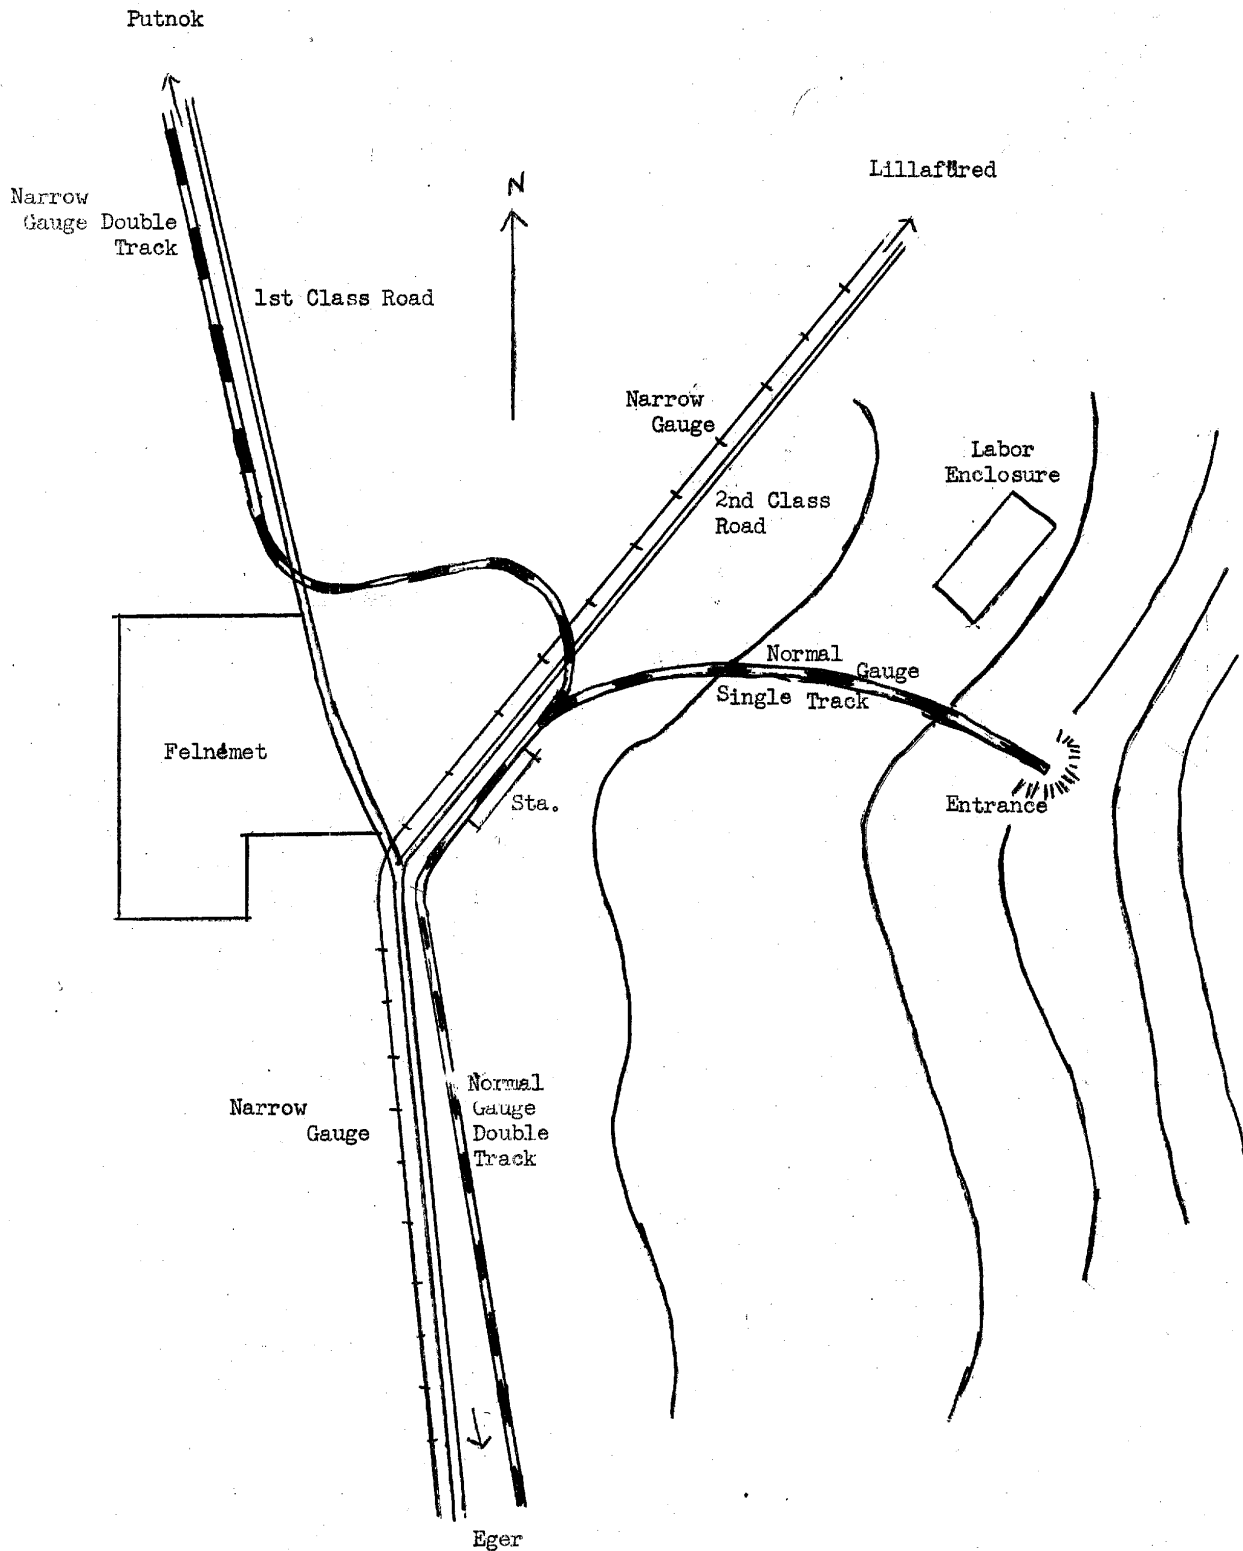 Putnok
N
Lillafüred
Narrow
Gauge Double
Track
1st Class Road
Narrow
Gauge
Labor
Enclosure
2nd Class
Road
Normal
Gauge
Single Track
Felnémet
Sta.
Entrance
Narrow
Gauge
Normal
Gauge
Double
Track
Eger